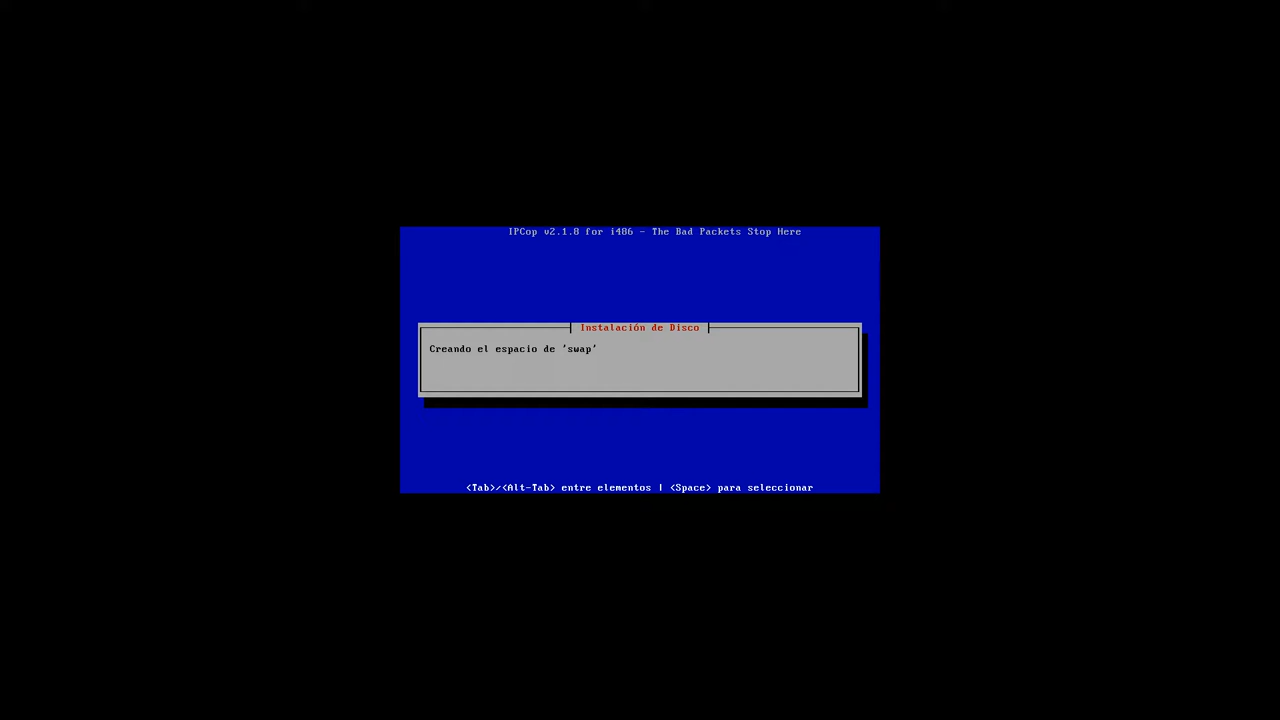 IPCop v2.1.8 for i486 - The Bad Packets Stop Here
Instalación de Disco
Creando el espacio de 'swap'
<Tab>/<Alt-Tab> entre elementos | <Space> para seleccionar